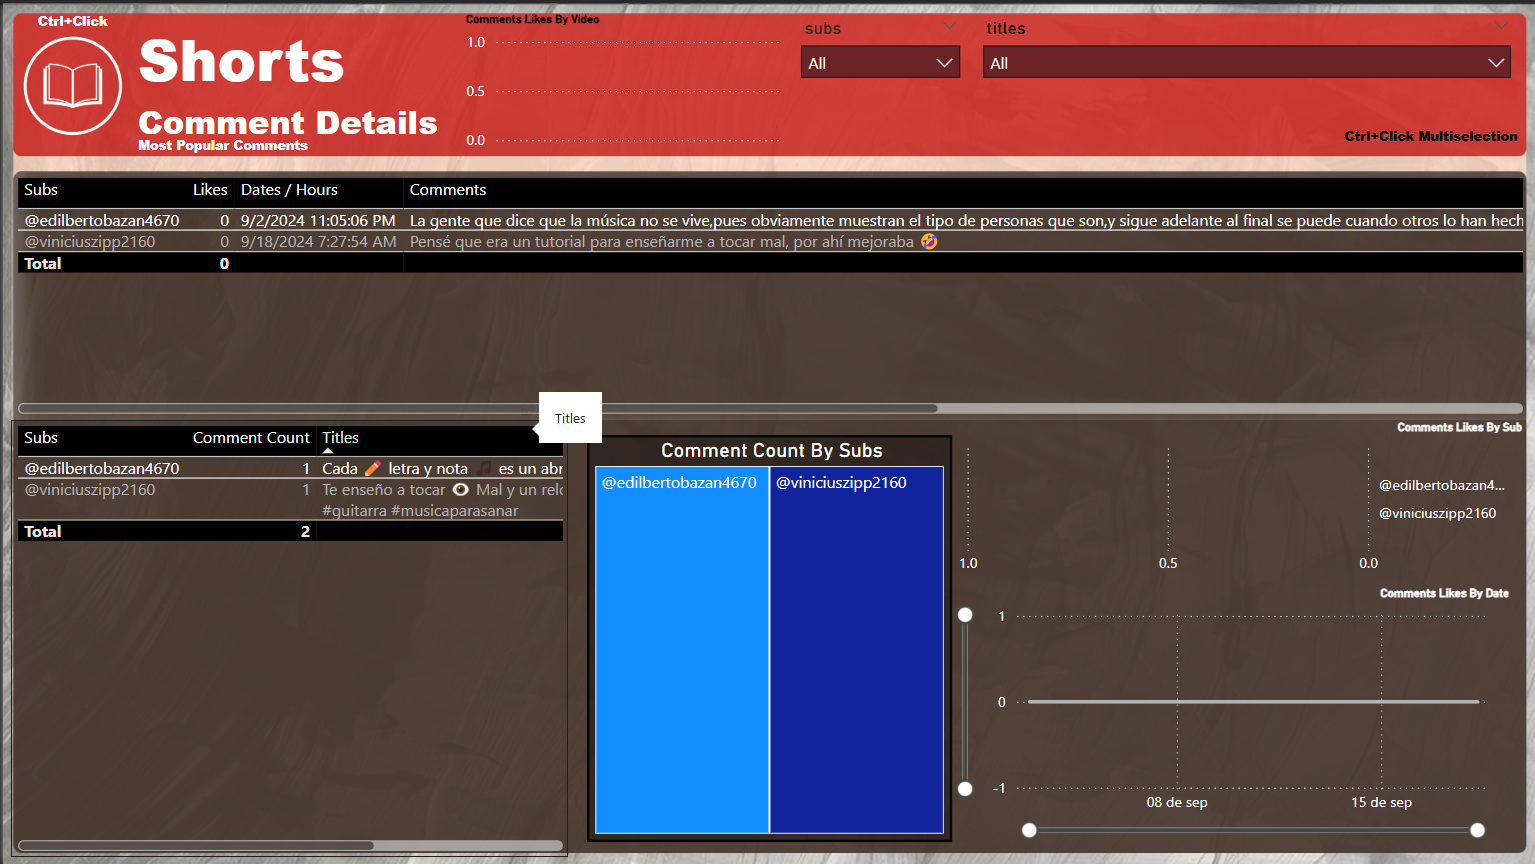 Ctrl+Click
Shorts
Comment Details
Most Popular Comments
Comments Likes By Video
1.0
0.5
0.0
subs
All
titles
All
Ctrl+Click Multiselection
Subs Likes Dates / Hours Comments
@edilbertobazan4670 0 9/2/2024 11:05:06 PM La gente que dice que la música no se vive,pues obviamente muestran el tipo de personas que son,y sigue adelante al final se puede cuando otros lo han hech
@viniciuszipp2160 0 9/18/2024 7:27:54 AM Pensé que era un tutorial para enseñarme a tocar mal, por ahí mejoraba 🤣
Total 0
Titles
Subs Comment Count Titles
@edilbertobazan4670 1 Cada ✏️ letra y nota 🎵 es un abr
@viniciuszipp2160 1 Te enseño a tocar 👁️ Mal y un relo
#guitarra #musicaparasanar
Total 2
Comment Count By Subs
@edilbertobazan4670
@viniciuszipp2160
Comments Likes By Sub
@edilbertobazan4...
@viniciuszipp2160
1.0 0.5 0.0
Comments Likes By Date
1
0
-1
08 de sep 15 de sep